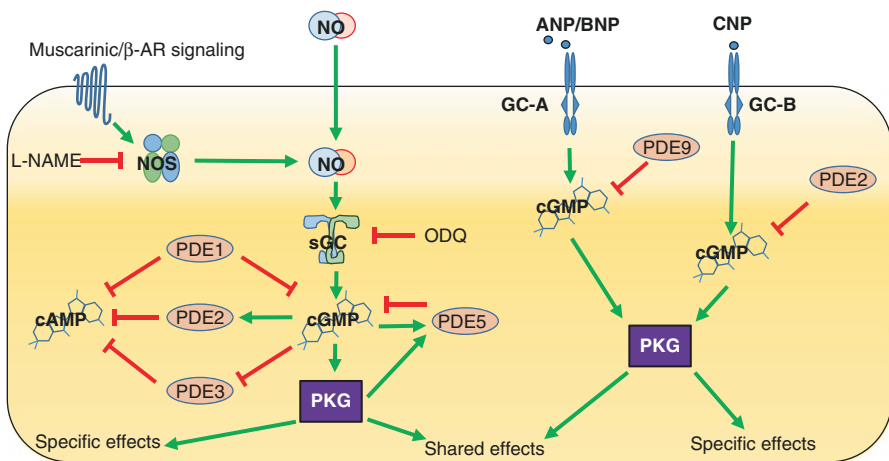 NO
ANP/BNP
CNP
Muscarinic/β-AR signaling
GC-A
GC-B
L-NAME
NOS
NO
PDE9
PDE2
cGMP
sGC
ODQ
cGMP
PDE1
cAMP
PDE2
cGMP
PDE5
PKG
PDE3
PKG
Specific effects
Shared effects
Specific effects